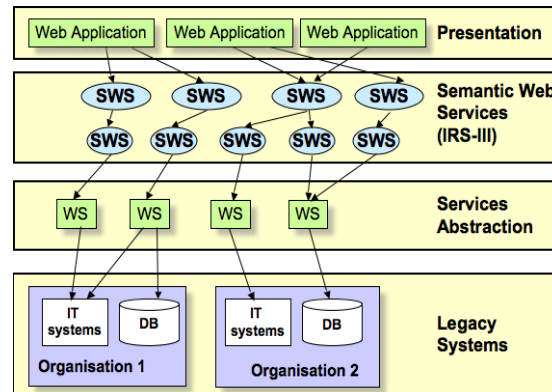 Web Application
Web Application
Web Application
Presentation
SWS
SWS
SWS
SWS
Semantic Web
Services
(IRS-III)
SWS
SWS
SWS
SWS
SWS
WS
WS
WS
WS
Services
Abstraction
IT
systems
DB
IT
systems
DB
Legacy
Systems
Organisation 1
Organisation 2